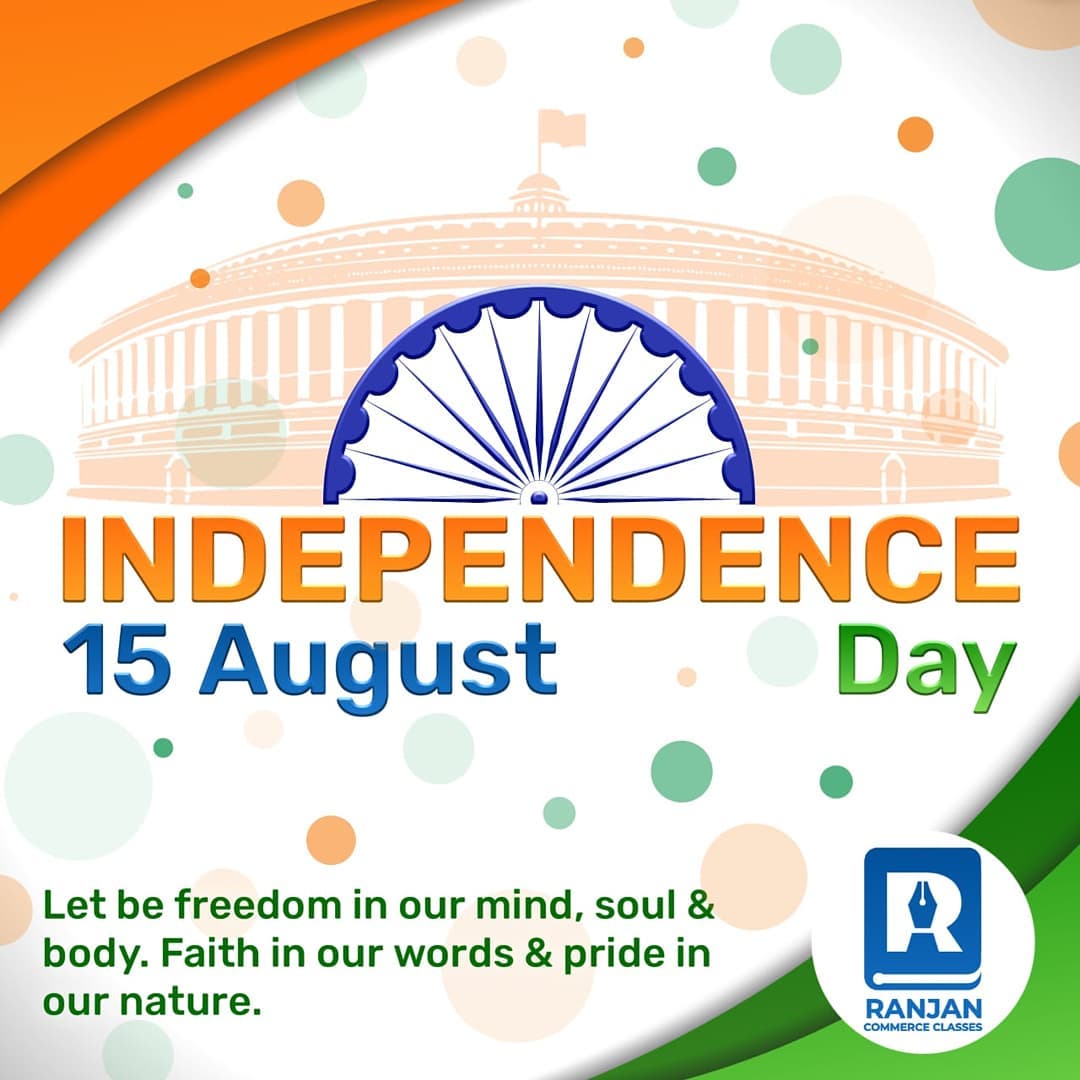 INDEPENDENCE
15 August Day
Let be freedom in our mind, soul &
body. Faith in our words & pride in
our nature.
R
RANJAN
COMMERCE CLASSES